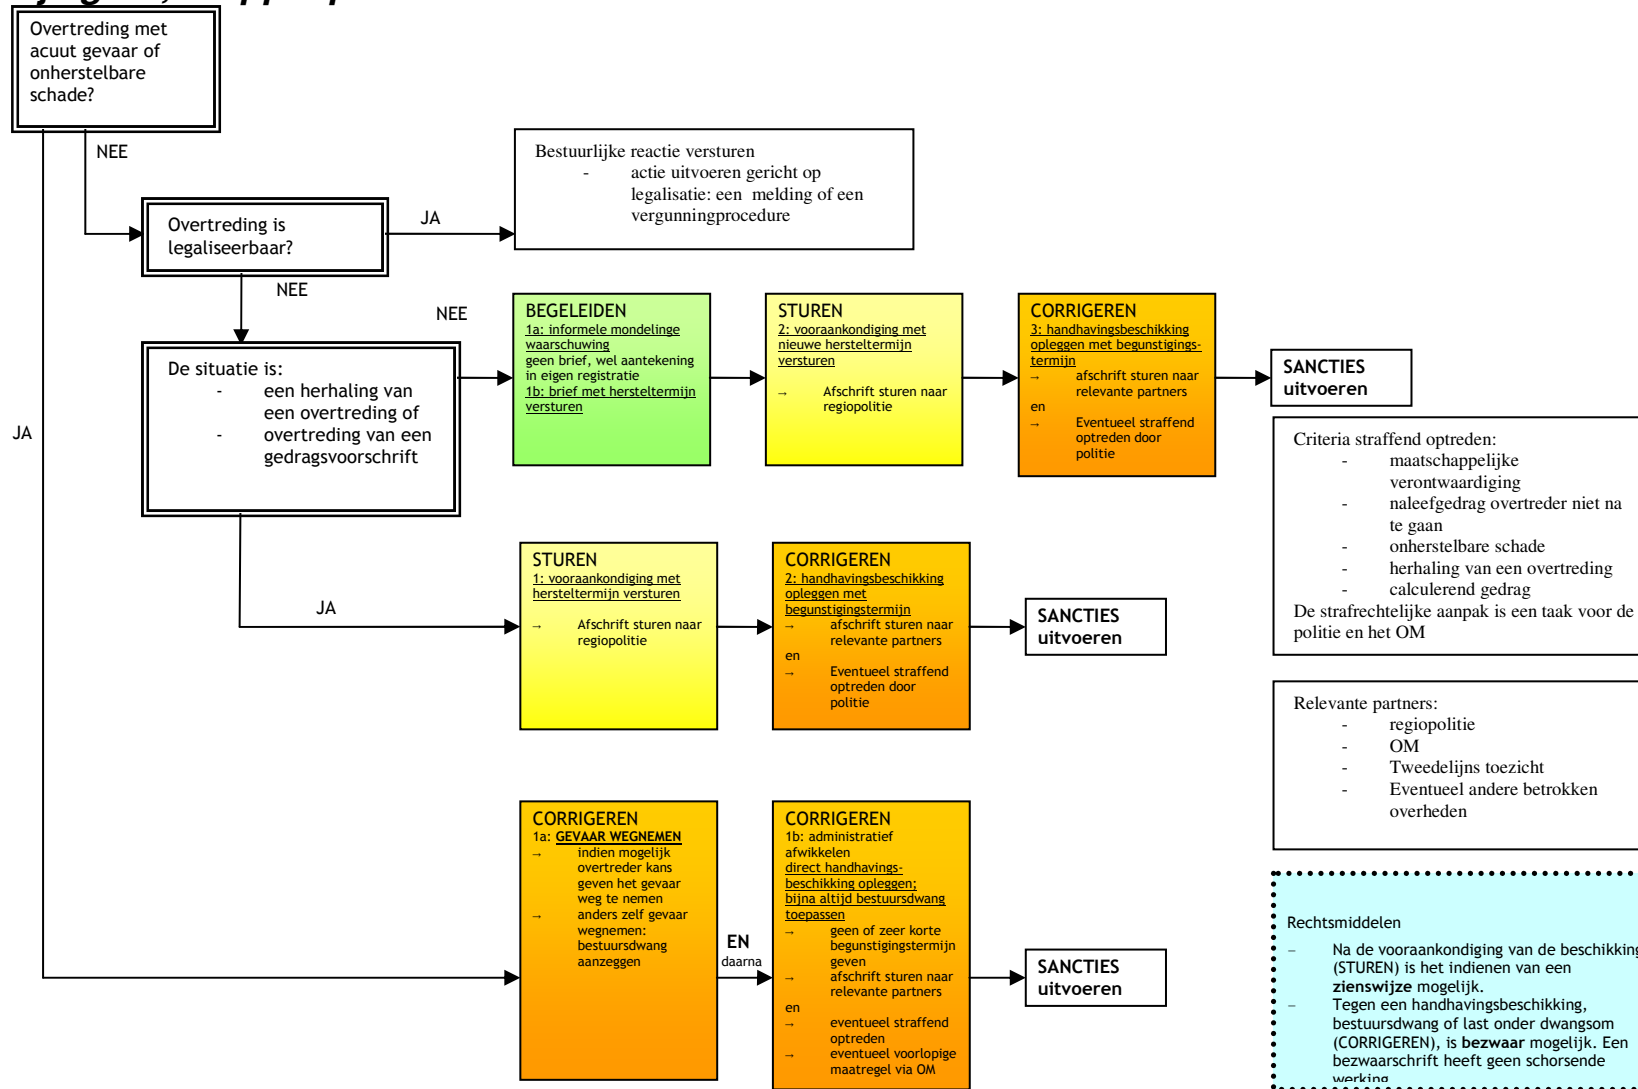 Overtreding met
acuut gevaar of
onherstelbare
schade?
NEE
Bestuurlijke reactie versturen
- actie uitvoeren gericht op
legalisatie: een melding of een
vergunningprocedure
Overtreding is
legaliseerbaar?
JA
NEE
NEE
De situatie is:
- een herhaling van
een overtreding of
- overtreding van een
gedragsvoorschrift
BEGELEIDEN
1a: informele mondelinge
waarschuwing
geen brief, wel aantekening
in eigen registratie
1b: brief met hersteltermijn
versturen
STUREN
2: vooraankondiging met
nieuwe hersteltermijn
versturen
→ Afschrift sturen naar
regiopolitie
CORRIGEREN
3: handhavingsbeschikking
opleggen met begunstigings-
termijn
→ afschrift sturen naar
relevante partners
en
→ Eventueel straffend
optreden door
politie
SANCTIES
uitvoeren
JA
Criteria straffend optreden:
- maatschappelijke
verontwaardiging
- naleefgedrag overtreder niet na
te gaan
- onherstelbare schade
- herhaling van een overtreding
- calculerend gedrag
De strafrechtelijke aanpak is een taak voor de
politie en het OM
JA
STUREN
1: vooraankondiging met
hersteltermijn versturen
→ Afschrift sturen naar
regiopolitie
CORRIGEREN
2: handhavingsbeschikking
opleggen met
begunstigingstermijn
→ afschrift sturen naar
relevante partners
en
→ Eventueel straffend
optreden door
politie
SANCTIES
uitvoeren
Relevante partners:
- regiopolitie
- OM
- Tweedelijns toezicht
- Eventueel andere betrokken
overheden
CORRIGEREN
1a: GEVAAR WEGNEMEN
→ indien mogelijk
overtreder kans
geven het gevaar
weg te nemen
→ anders zelf gevaar
wegnemen:
bestuursdwang
aanzeggen
EN
daarna
CORRIGEREN
1b: administratief
afwikkelen
direct handhavings-
beschikking opleggen;
bijna altijd bestuursdwang
toepassen
→ geen of zeer korte
begunstigingstermijn
geven
→ afschrift sturen naar
relevante partners
en
→ eventueel straffend
optreden
→ eventueel voorlopige
maatregel via OM
SANCTIES
uitvoeren
Rechtsmiddelen
– Na de vooraankondiging van de beschikking
(STUREN) is het indienen van een
zienswijze mogelijk.
– Tegen een handhavingsbeschikking,
bestuursdwang of last onder dwangsom
(CORRIGEREN), is bezwaar mogelijk. Een
bezwaarschrift heeft geen schorsende
werking